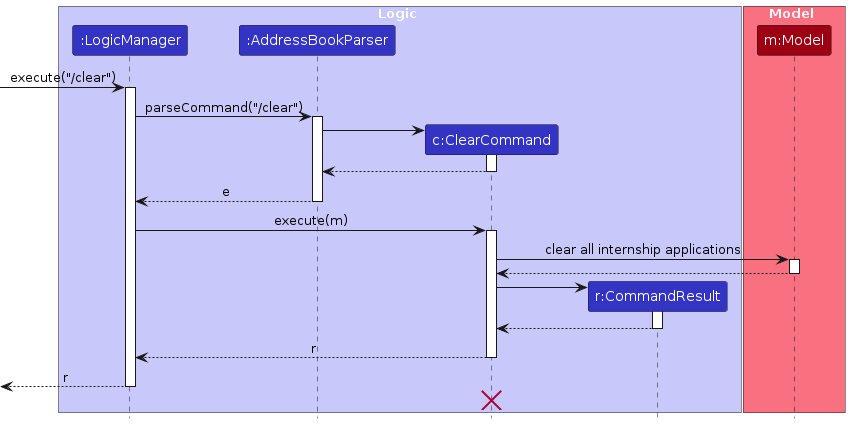 Logic
Model
:LogicManager
:AddressBookParser
m:Model
execute("/clear")
parseCommand("/clear")
c:ClearCommand
e
execute(m)
clear all internship applications
r:CommandResult
r
r